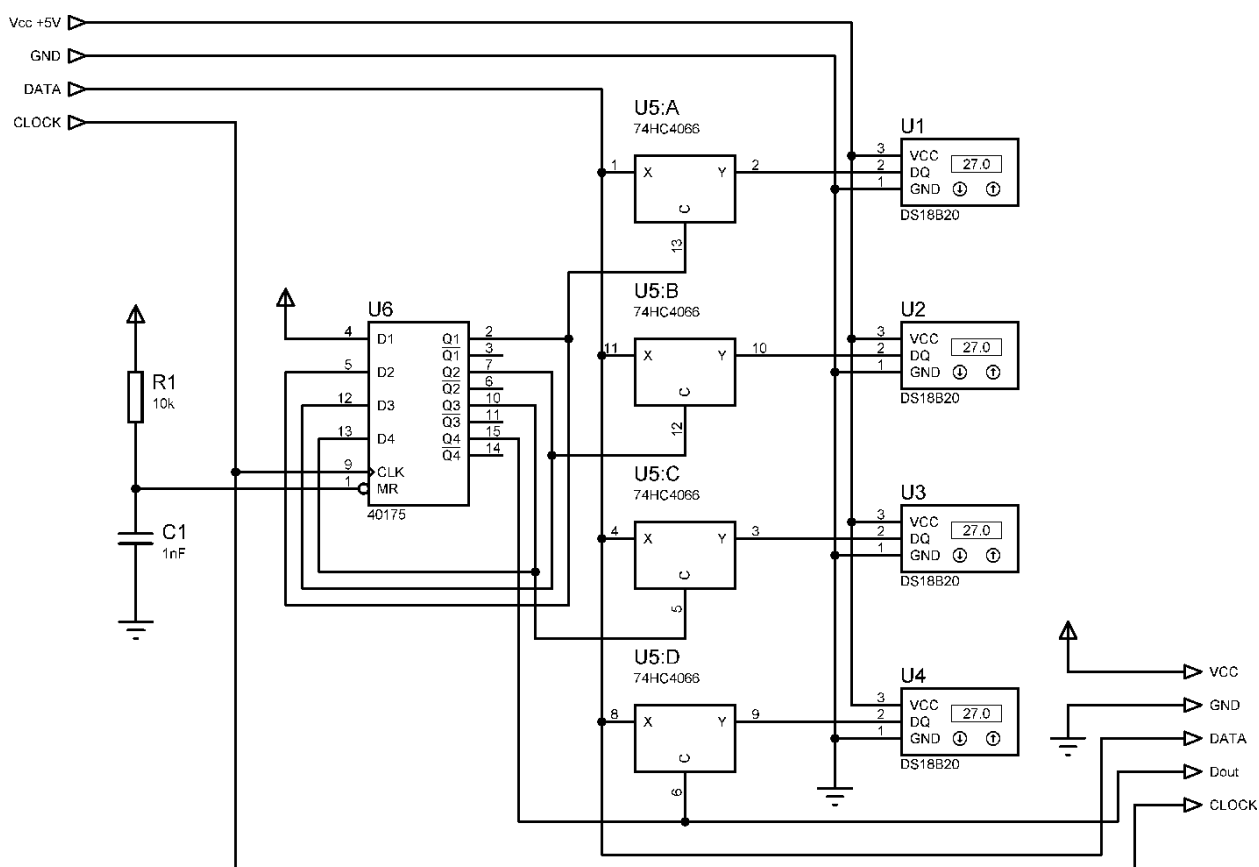 Vcc +5V
GND
DATA
CLOCK
U5:A
74HC4066
1 X Y 2
C
13
U1
3 VCC 27.0
2 DQ
1 GND
DS18B20
U5:B
74HC4066
11 X Y 10
C
12
U2
3 VCC 27.0
2 DQ
1 GND
DS18B20
U6
4 D1 Q1 2
Q1 3
5 D2 Q2 7
Q2 6
12 D3 Q3 10
Q3 11
13 D4 Q4 15
Q4 14
9 CLK
1 MR
40175
R1
10k
C1
1nF
U5:C
74HC4066
4 X Y 3
C
5
U3
3 VCC 27.0
2 DQ
1 GND
DS18B20
U5:D
74HC4066
8 X Y 9
C
6
U4
3 VCC 27.0
2 DQ
1 GND
DS18B20
VCC
GND
DATA
Dout
CLOCK